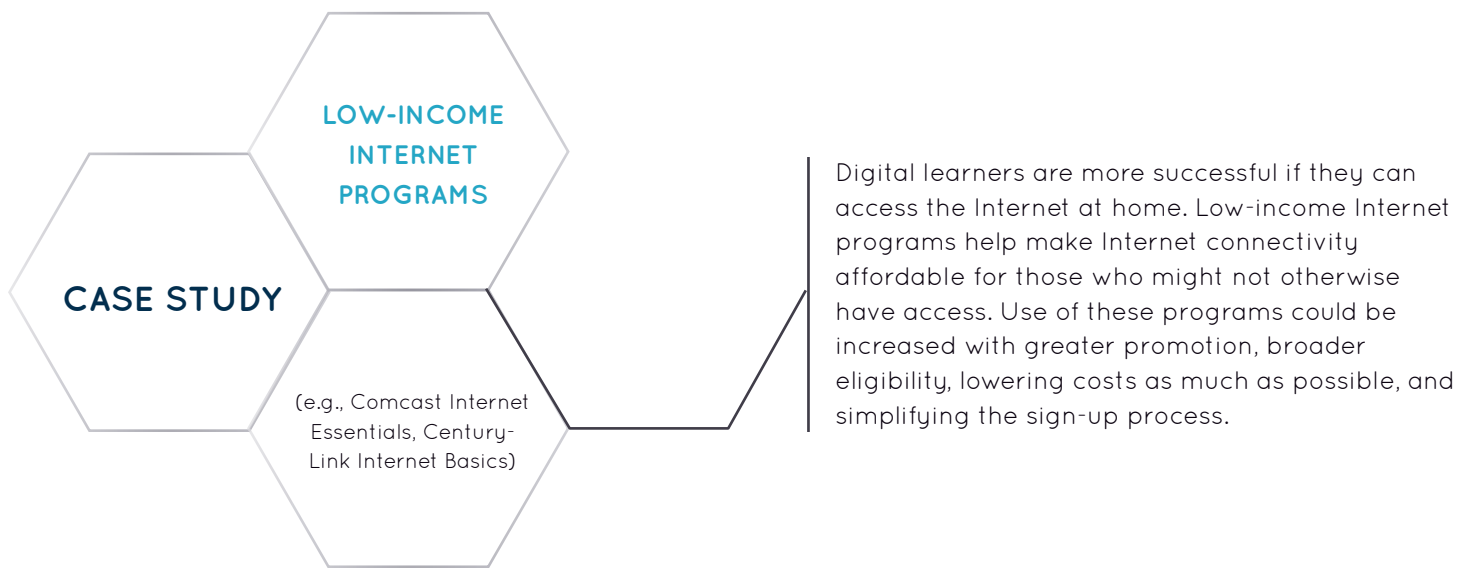 LOW-INCOME
INTERNET
PROGRAMS
CASE STUDY
(e.g., Comcast Internet
Essentials, Century-
Link Internet Basics)
Digital learners are more successful if they can
access the Internet at home. Low-income Internet
programs help make Internet connectivity
affordable for those who might not otherwise
have access. Use of these programs could be
increased with greater promotion, broader
eligibility, lowering costs as much as possible, and
simplifying the sign-up process.